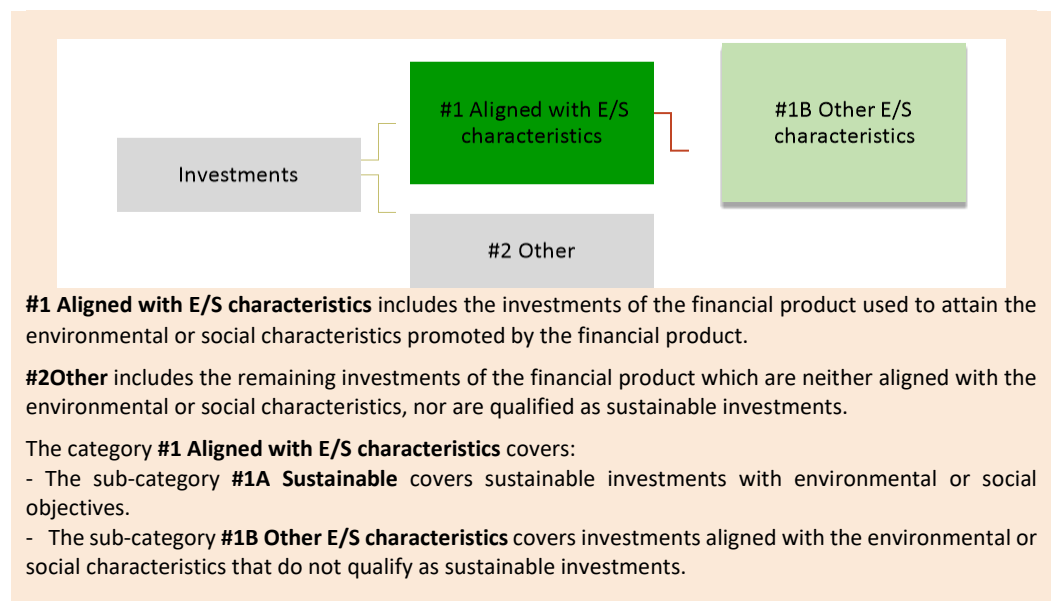 #1 Aligned with E/S
characteristics
#1B Other E/S
characteristics
Investments
#2 Other
#1 Aligned with E/S characteristics includes the investments of the financial product used to attain the
environmental or social characteristics promoted by the financial product.
#2Other includes the remaining investments of the financial product which are neither aligned with the
environmental or social characteristics, nor are qualified as sustainable investments.
The category #1 Aligned with E/S characteristics covers:
- The sub-category #1A Sustainable covers sustainable investments with environmental or social
objectives.
- The sub-category #1B Other E/S characteristics covers investments aligned with the environmental or
social characteristics that do not qualify as sustainable investments.